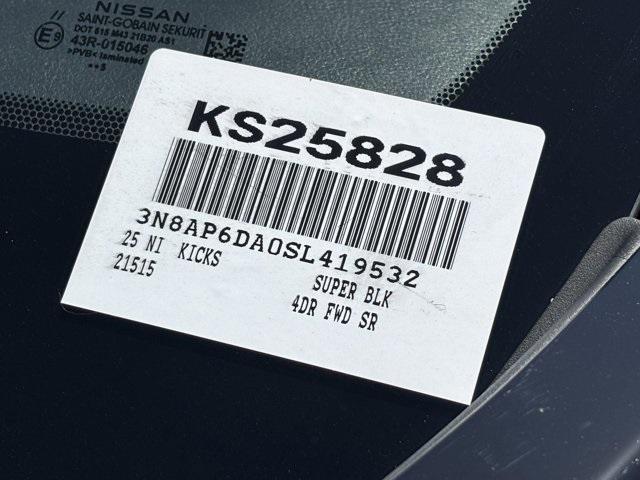 NISSAN
SAINT-GOBAIN SEKURIT
DOT 615 M43 21B20 AS1
E9 43R-015046
>PVB< laminated
KS25828
3N8AP6DA0SL419532
25 NI KICKS
21515
SUPER BLK
4DR FWD SR